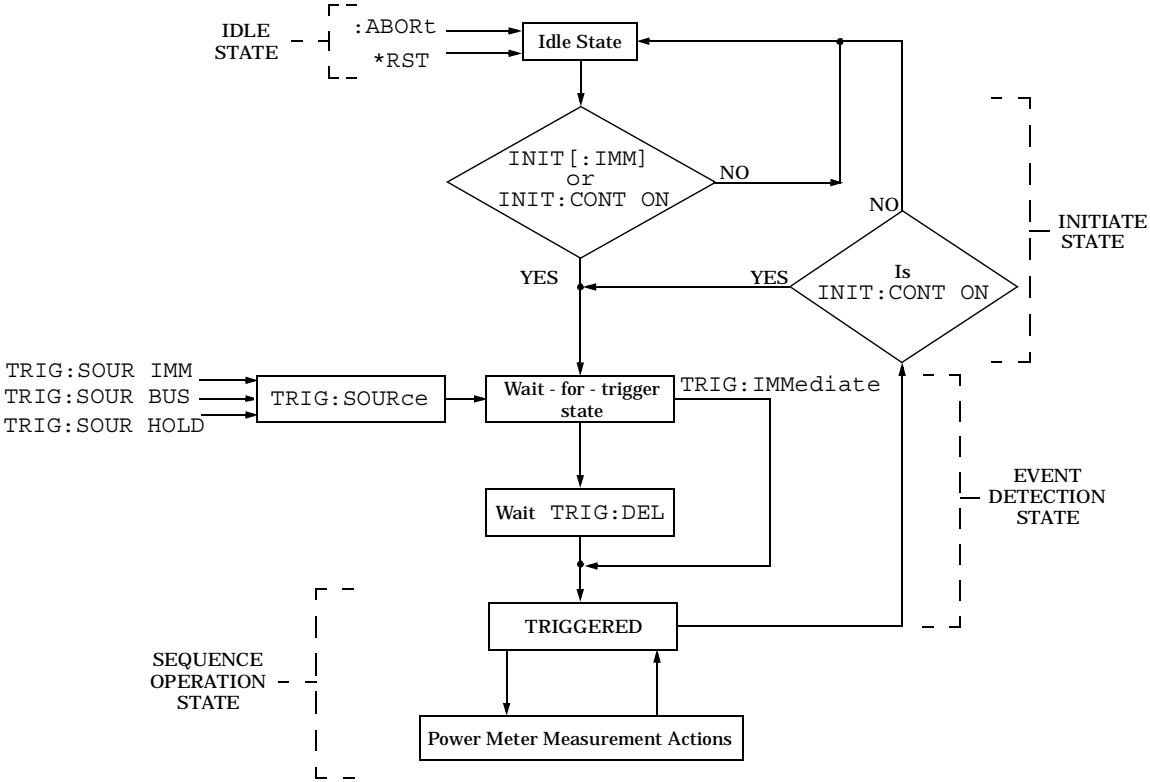 IDLE
STATE
:ABORt
*RST
Idle State
INIT[:IMM]
or
INIT:CONT ON
NO
YES
NO
YES
Is
INIT:CONT ON
INITIATE
STATE
TRIG:SOUR IMM
TRIG:SOUR BUS
TRIG:SOUR HOLD
TRIG:SOURce
Wait - for - trigger
state
TRIG:IMMediate
Wait TRIG:DEL
EVENT
DETECTION
STATE
TRIGGERED
SEQUENCE
OPERATION
STATE
Power Meter Measurement Actions